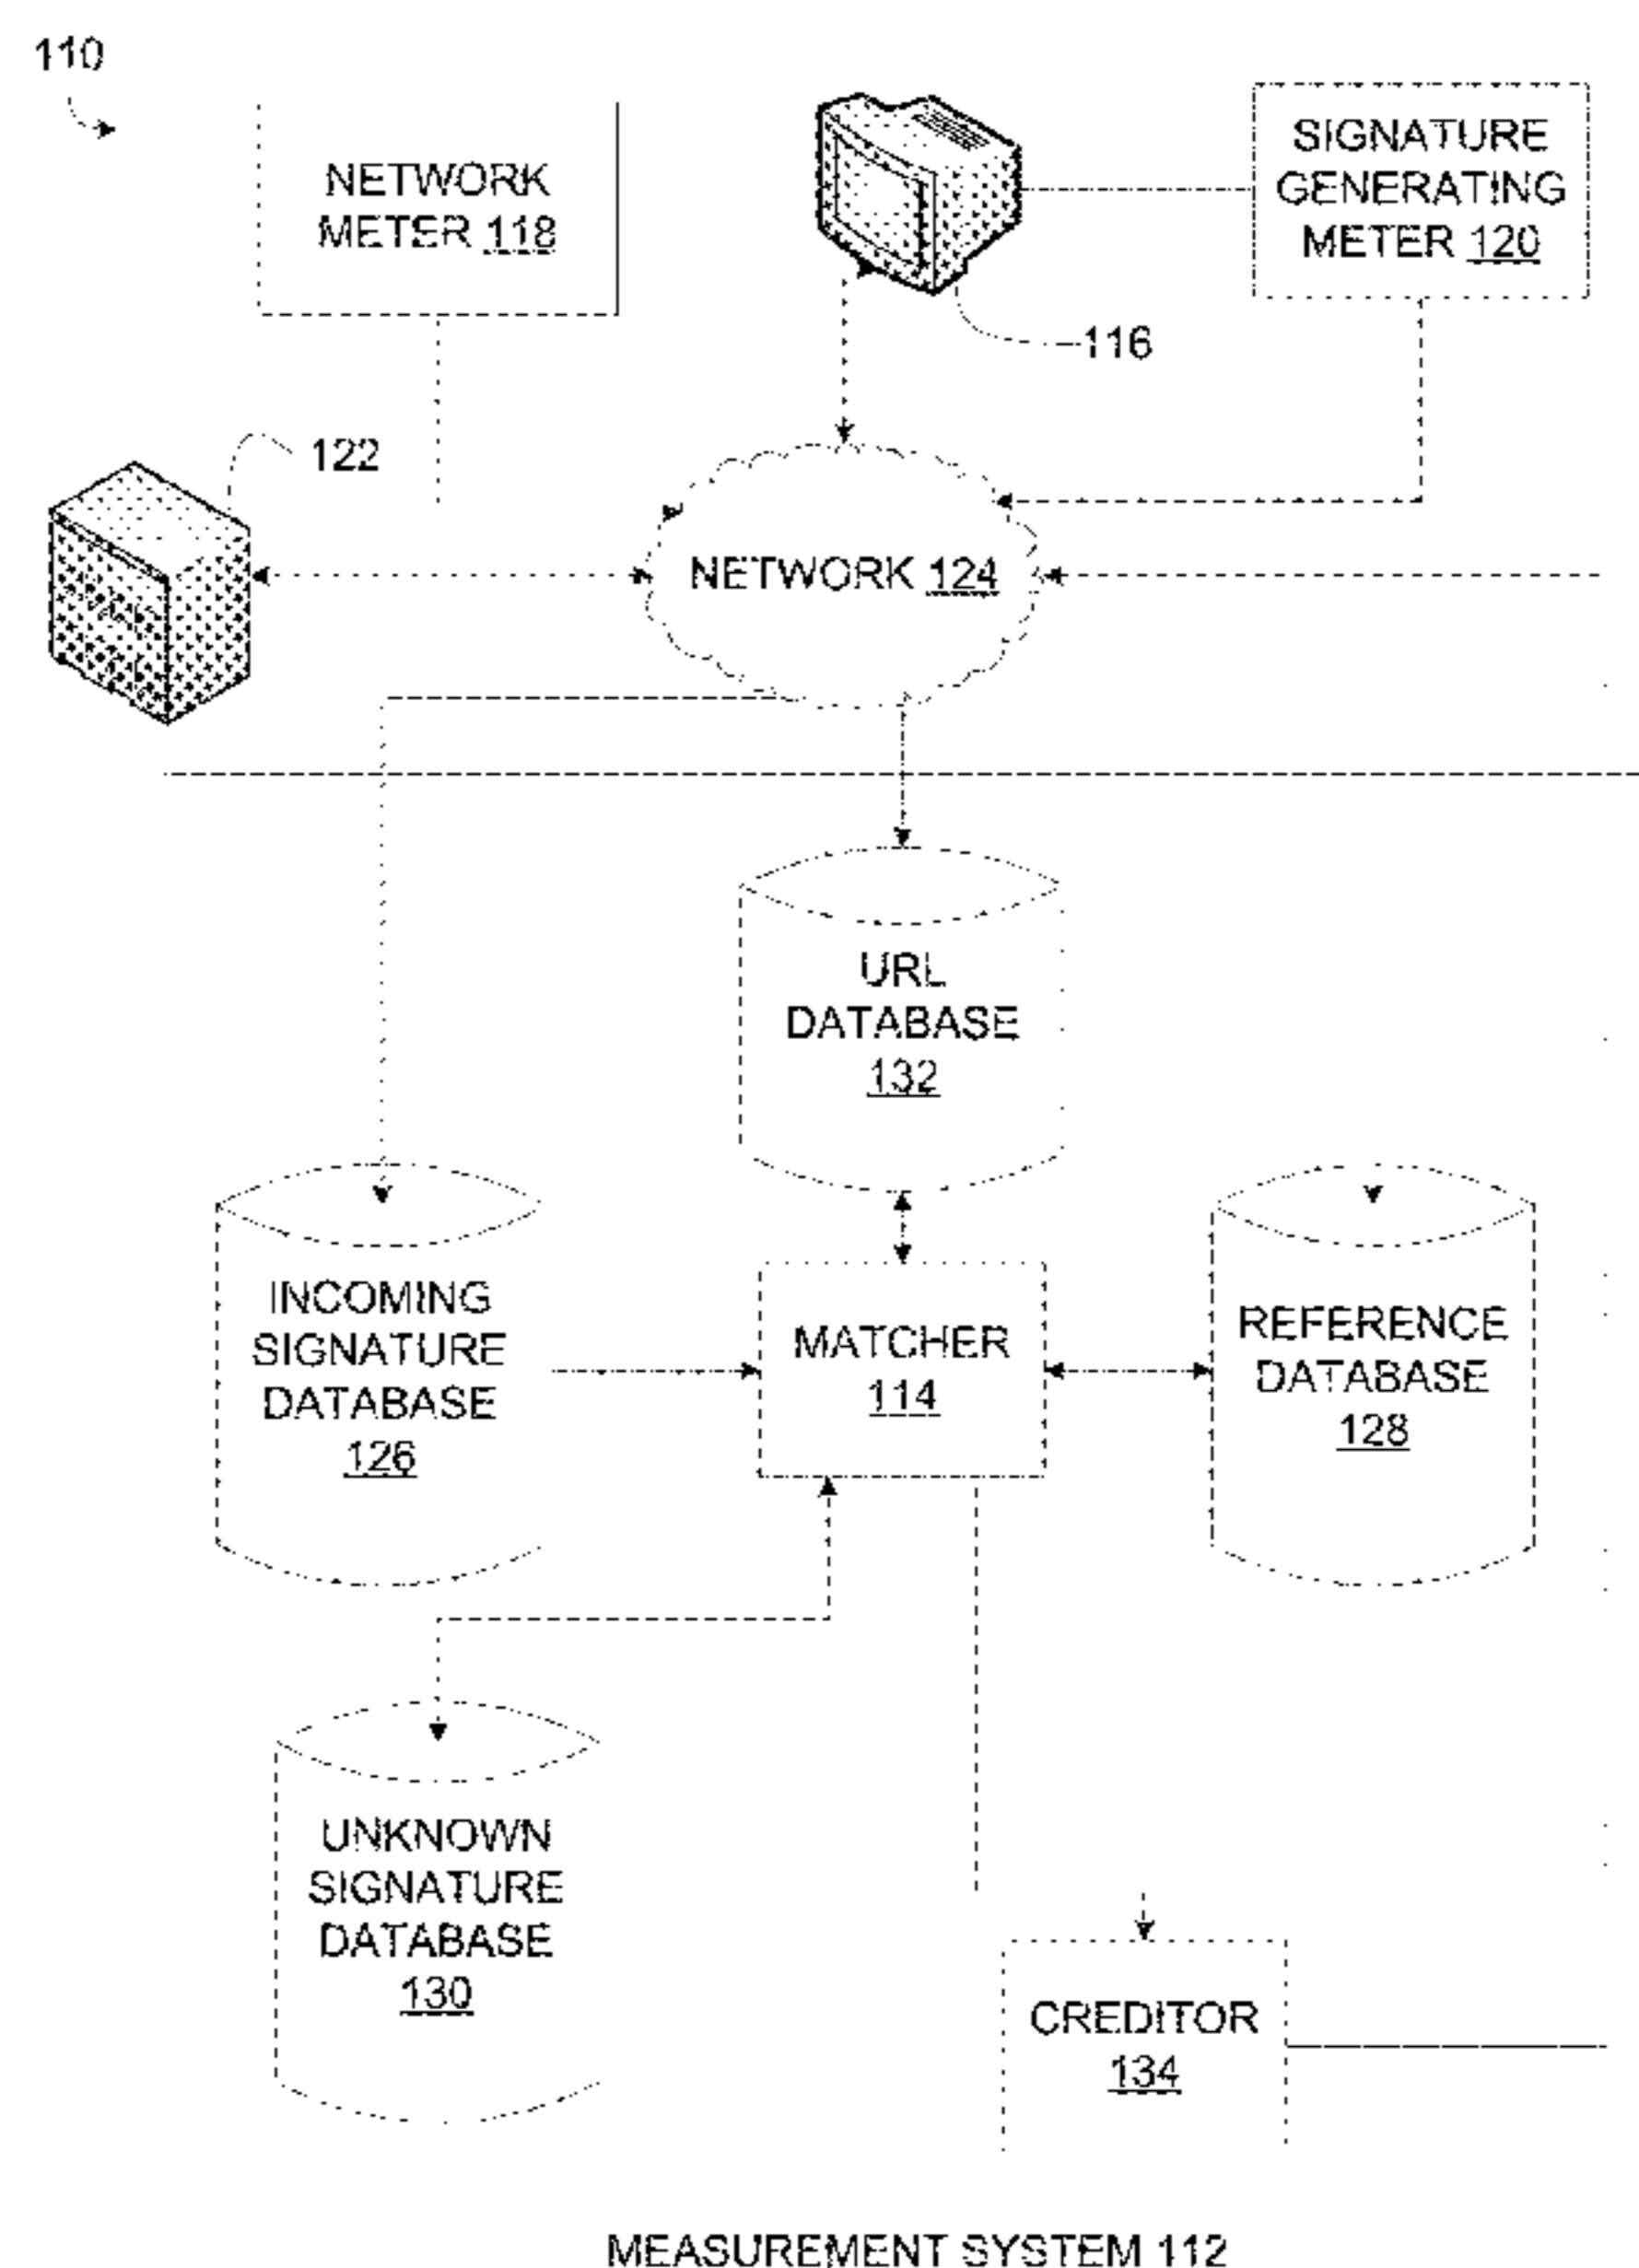 110
NETWORK
METER 118
SIGNATURE
GENERATING
METER 120
116
122
NETWORK 124
URL
DATABASE
132
INCOMING
SIGNATURE
DATABASE
126
MATCHER
114
REFERENCE
DATABASE
128
UNKNOWN
SIGNATURE
DATABASE
130
CREDITOR
134
MEASUREMENT SYSTEM 112